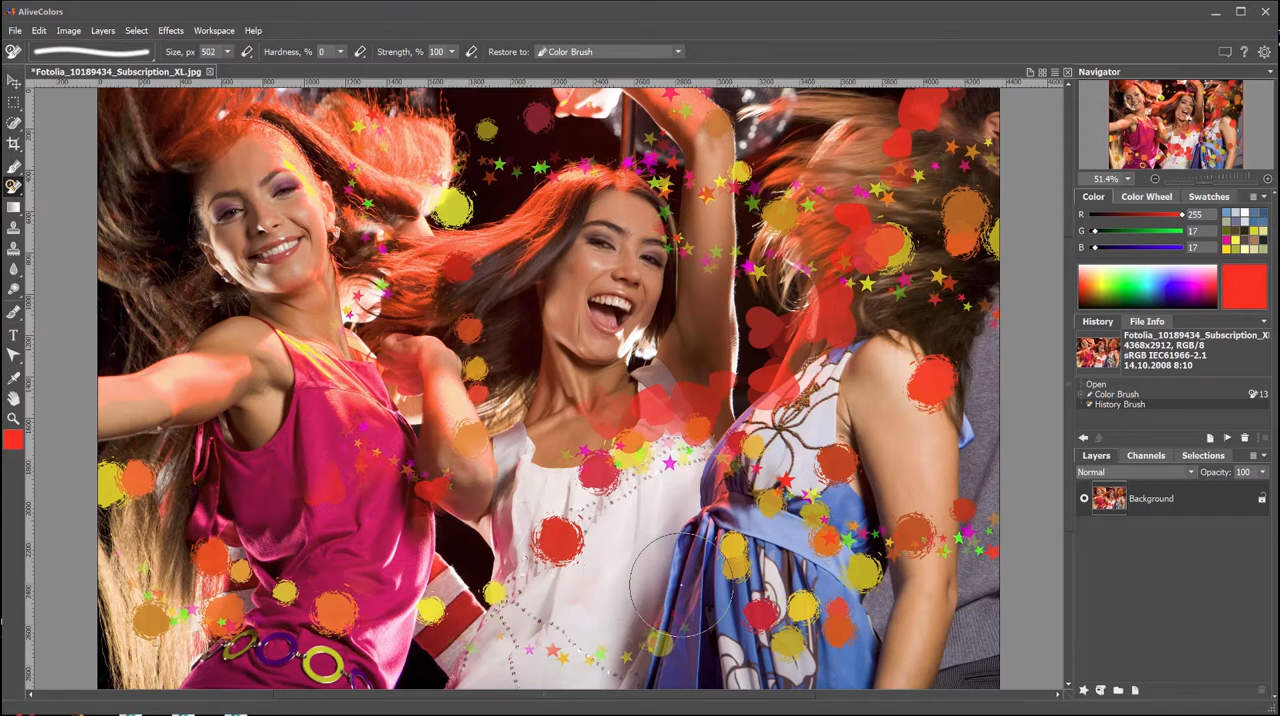 AliveColors
File Edit Image Layers Select Effects Workspace Help
Size, px 502 Hardness, % 0 Strength, % 100 Restore to: Color Brush
*Fotolia_10189434_Subscription_XL.jpg
Navigator
51.4%
Color Color Wheel Swatches
R 255
G 17
B 17
History File Info
Fotolia_10189434_Subscription_XL
4368x2912, RGB/8
sRGB IEC61966-2.1
14.10.2008 8:10
Open
Color Brush 13
History Brush
Layers Channels Selections
Normal Opacity: 100
Background